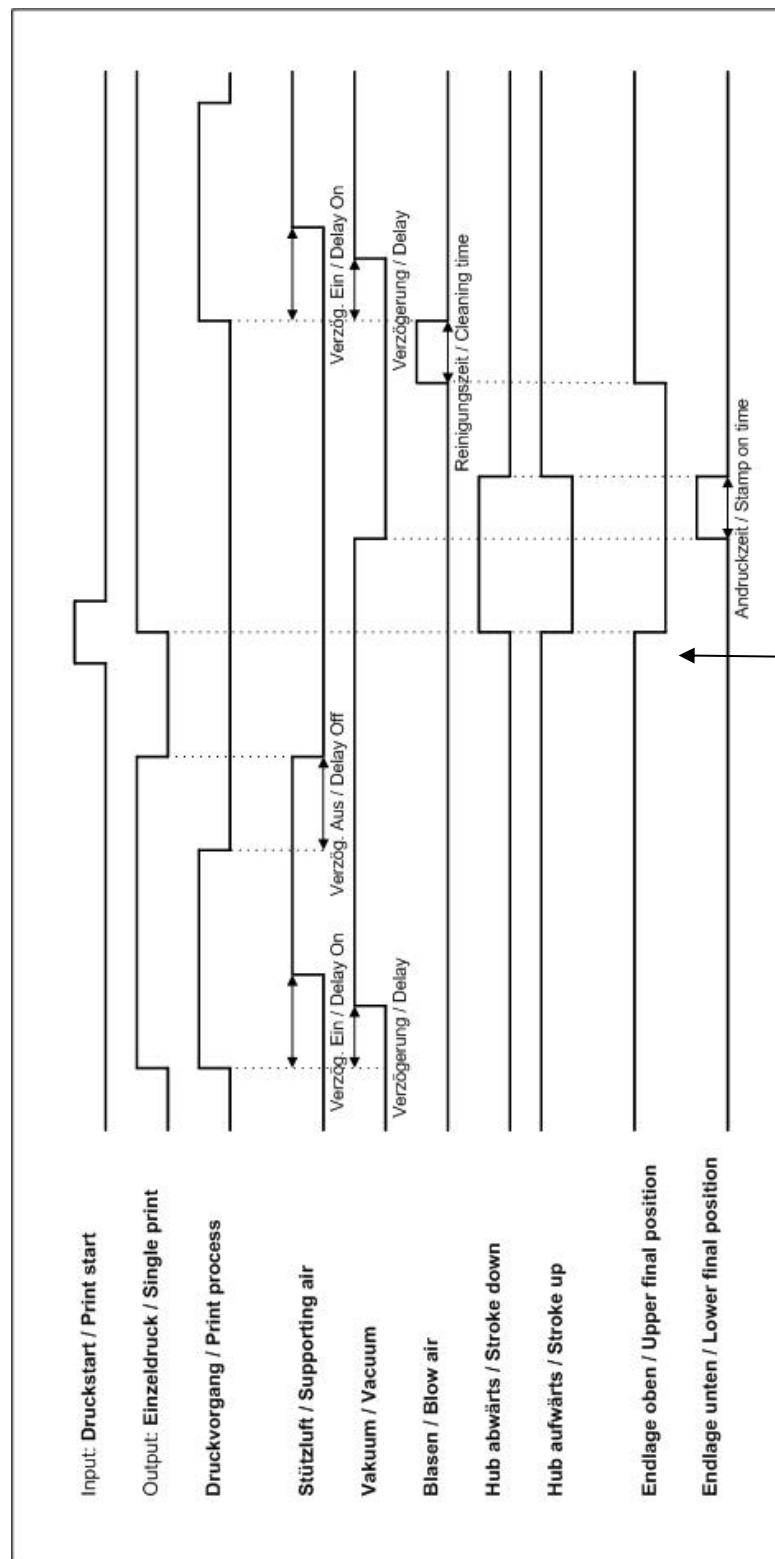 Input: Druckstart / Print start
Output: Einzeldruck / Single print
Druckvorgang / Print process
Stützluft / Supporting air
Verzög. Ein / Delay On
Verzög. Aus / Delay Off
Verzög. Ein / Delay On
Vakuum / Vacuum
Verzögerung / Delay
Verzögerung / Delay
Blasen / Blow air
Reinigungszeit / Cleaning time
Hub abwärts / Stroke down
Hub aufwärts / Stroke up
Endlage oben / Upper final position
Endlage unten / Lower final position
Andruckzeit / Stamp on time